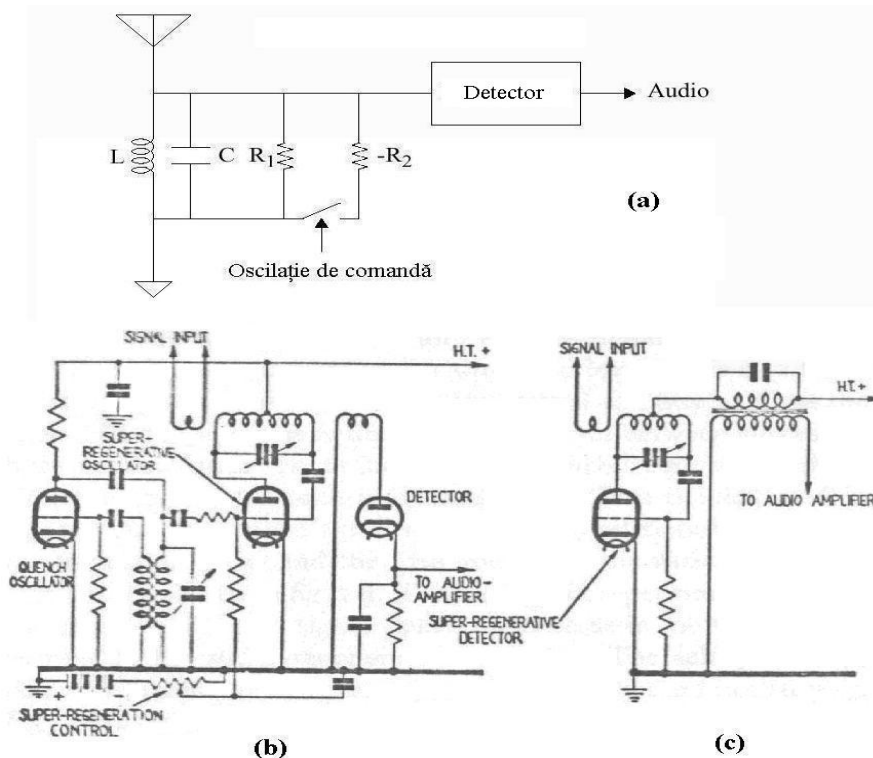 Detector
Audio
L
C
R1
-R2
(a)
Oscilație de comandă
SIGNAL INPUT
H.T. +
SUPER-
REGENERATIVE
OSCILLATOR
DETECTOR
QUENCH
OSCILLATOR
TO AUDIO-
AMPLIFIER
+
-
SUPER-REGENERATION
CONTROL
(b)
SIGNAL INPUT
H.T. +
TO AUDIO AMPLIFIER
SUPER-REGENERATIVE
DETECTOR
(c)